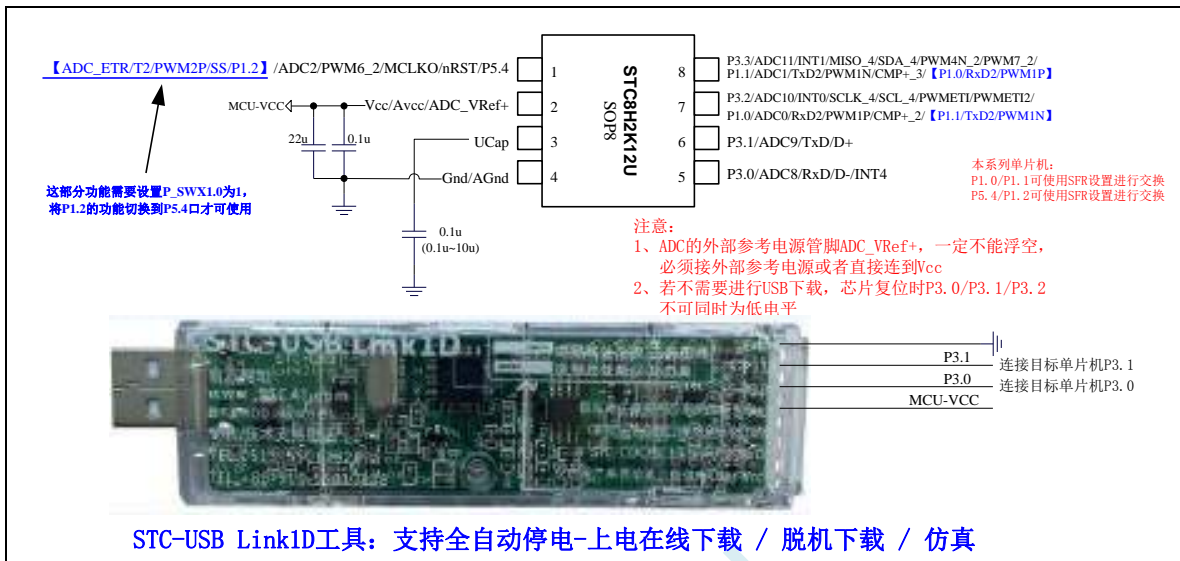 【ADC_ETR/T2/PWM2P/SS/P1.2】/ADC2/PWM6_2/MCLKO/nRST/P5.4
MCU-VCC
Vcc/Avcc/ADC_VRef+
22u
0.1u
UCap
Gnd/AGnd
0.1u
(0.1u~10u)
这部分功能需要设置P_SWX1.0为1,
将P1.2的功能切换到P5.4口才可使用
1
2
3
4
STC8H2K12U
SOP8
8
7
6
5
P3.3/ADC11/INT1/MISO_4/SDA_4/PWM4N_2/PWM7_2/
P1.1/ADC1/TxD2/PWM1N/CMP+_3/【P1.0/RxD2/PWM1P】
P3.2/ADC10/INT0/SCLK_4/SCL_4/PWMETI/PWMETI2/
P1.0/ADC0/RxD2/PWM1P/CMP+_2/【P1.1/TxD2/PWM1N】
P3.1/ADC9/TxD/D+
P3.0/ADC8/RxD/D-/INT4
本系列单片机:
P1.0/P1.1可使用SFR设置进行交换
P5.4/P1.2可使用SFR设置进行交换
注意:
1、ADC的外部参考电源管脚ADC_VRef+, 一定不能浮空,
必须接外部参考电源或者直接连到Vcc
2、若不需要进行USB下载, 芯片复位时P3.0/P3.1/P3.2
不可同时为低电平
STC-USB Link1D
P3.1
连接目标单片机P3.1
P3.0
连接目标单片机P3.0
MCU-VCC
STC-USB Link1D工具: 支持全自动停电-上电在线下载 / 脱机下载 / 仿真